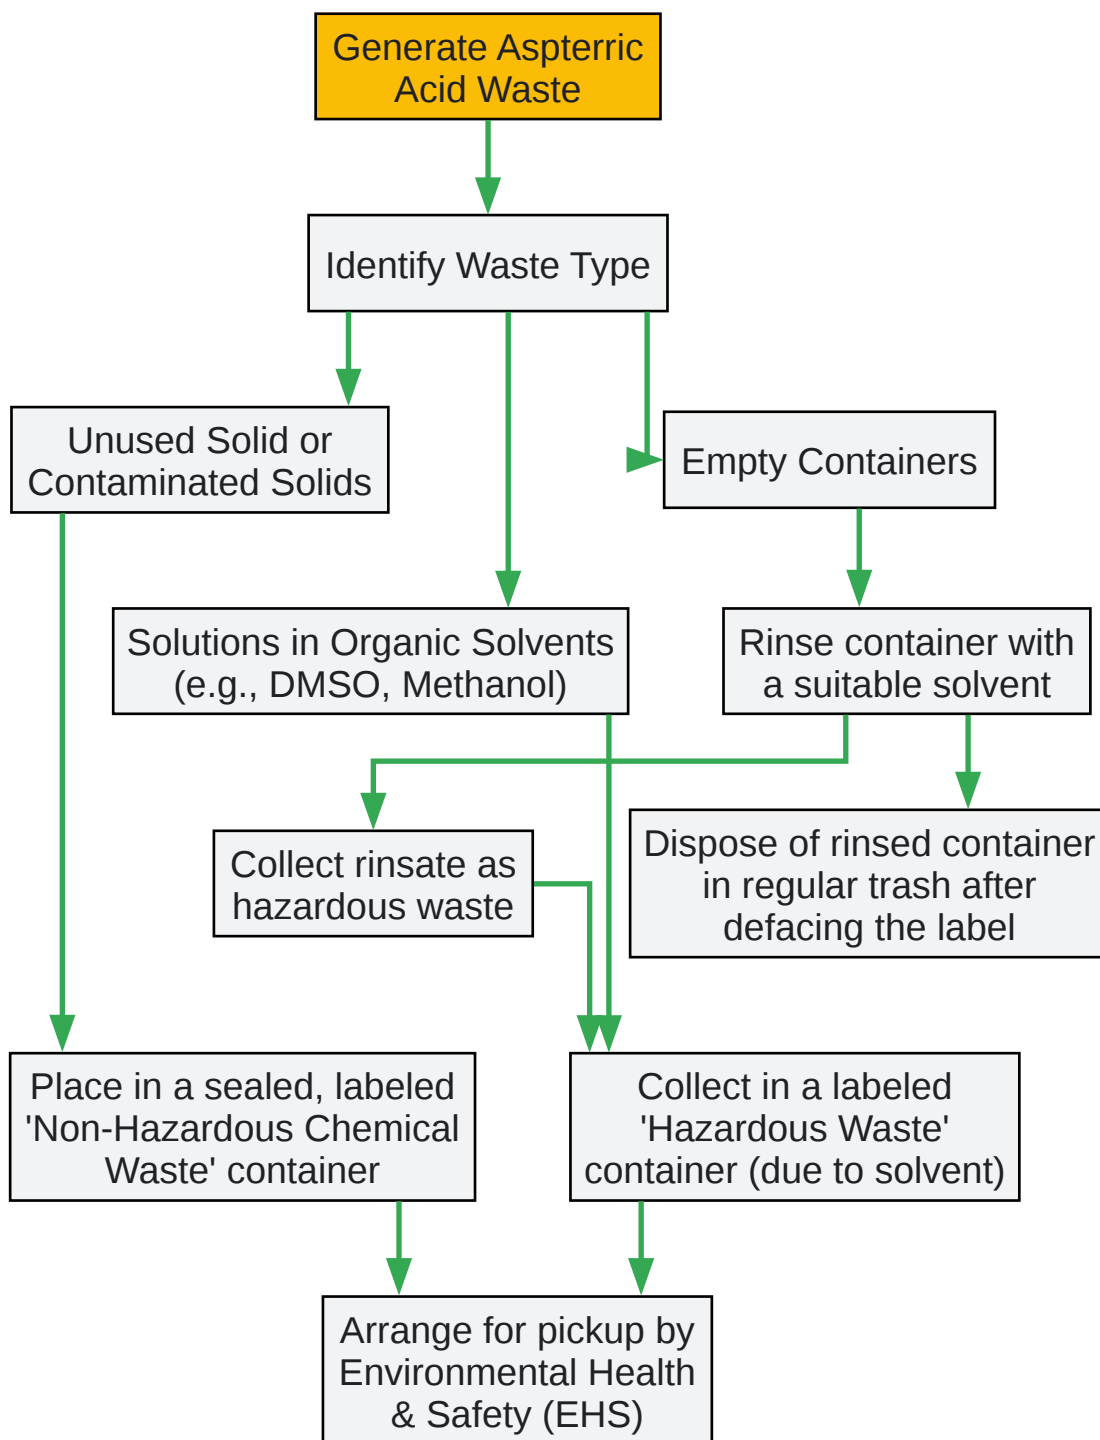 Generate Aspterric
Acid Waste
Identify Waste Type
Unused Solid or
Contaminated Solids
Empty Containers
Solutions in Organic Solvents
(e.g., DMSO, Methanol)
Rinse container with
a suitable solvent
Collect rinsate as
hazardous waste
Dispose of rinsed container
in regular trash after
defacing the label
Place in a sealed, labeled
'Non-Hazardous Chemical
Waste' container
Collect in a labeled
'Hazardous Waste'
container (due to solvent)
Arrange for pickup by
Environmental Health
& Safety (EHS)